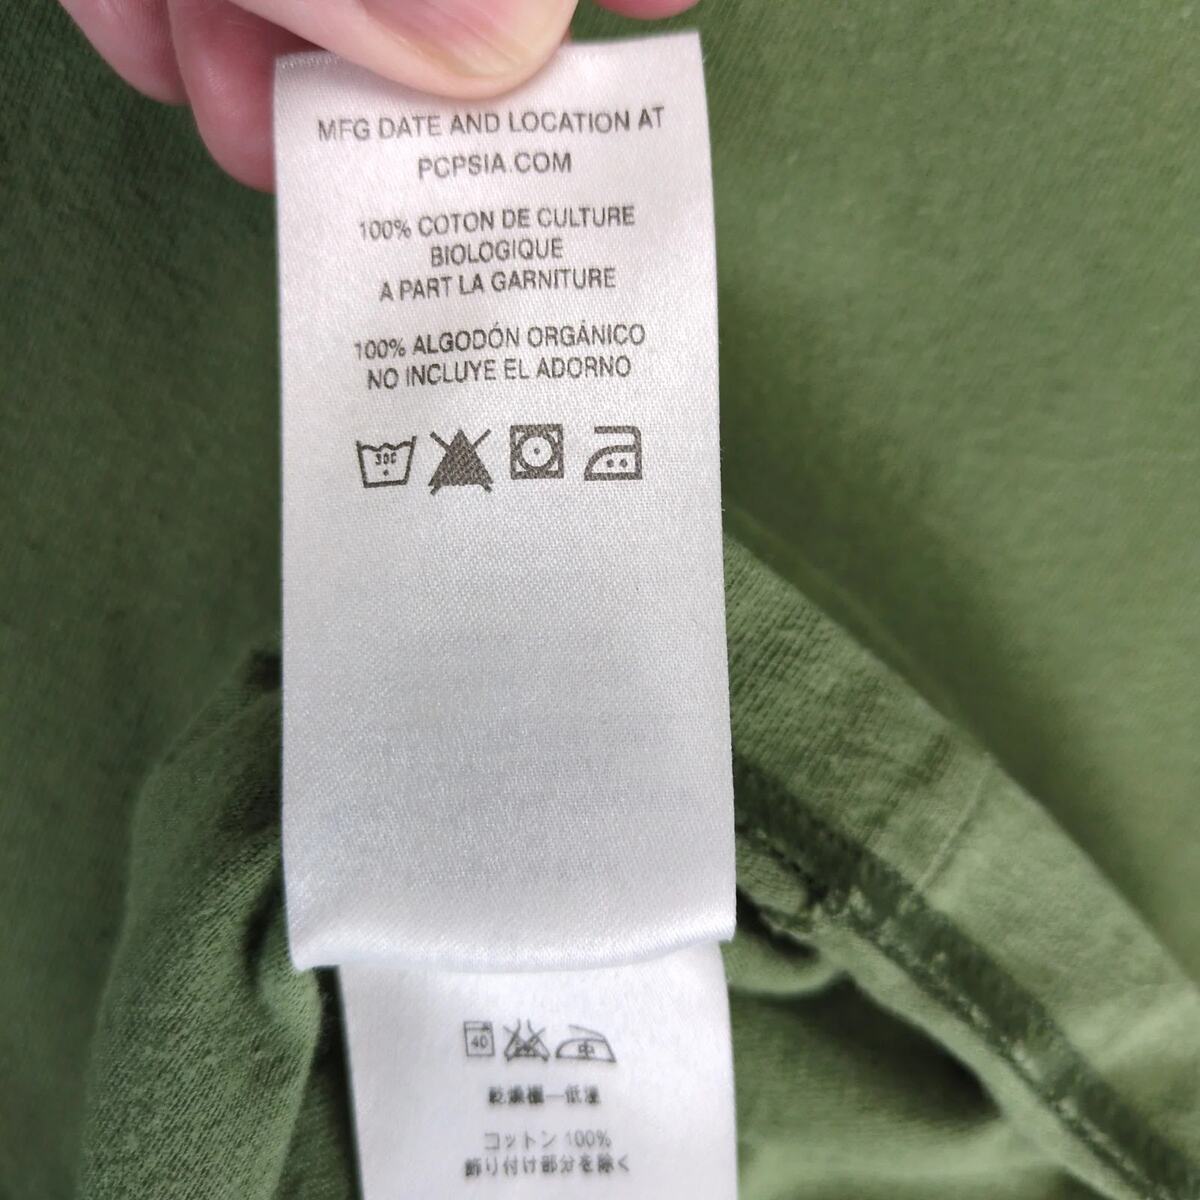 MFG DATE AND LOCATION AT
PCPSIA.COM
100% COTON DE CULTURE
BIOLOGIQUE
A PART LA GARNITURE
100% ALGODÓN ORGÁNICO
NO INCLUYE EL ADORNO
30C
40
中
乾燥機—低温
コットン 100%
飾り付け部分を除く